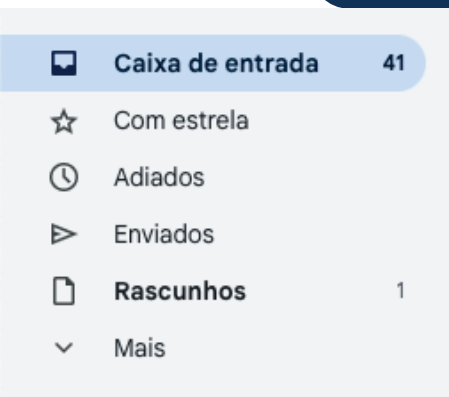 Caixa de entrada 41
Com estrela
Adiados
Enviados
Rascunhos 1
Mais